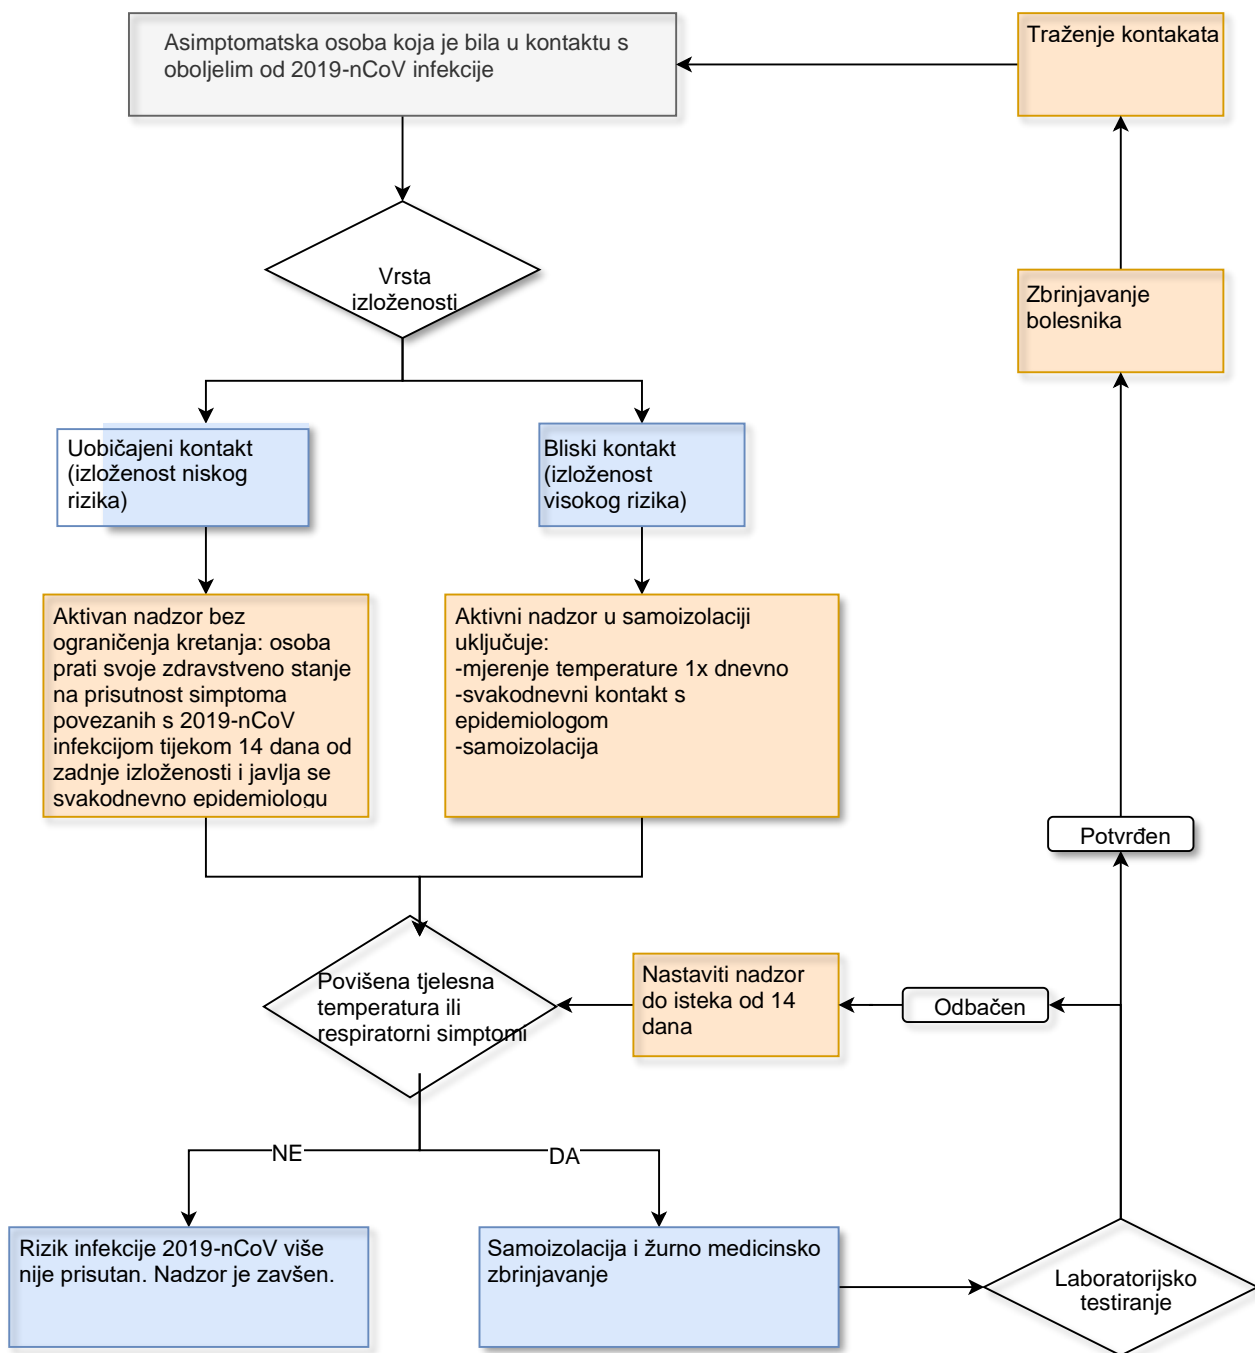 Asimptomatska osoba koja je bila u kontaktu s
oboljelim od 2019-nCoV infekcije
Traženje kontakata
Vrsta
izloženosti
Zbrinjavanje
bolesnika
Uobičajeni kontakt
(izloženost niskog
rizika)
Bliski kontakt
(izloženost
visokog rizika)
Aktivan nadzor bez
ograničenja kretanja: osoba
prati svoje zdravstveno stanje
na prisutnost simptoma
povezanih s 2019-nCoV
infekcijom tijekom 14 dana od
zadnje izloženosti i javlja se
svakodnevno epidemiologu
Aktivni nadzor u samoizolaciji
uključuje:
-mjerenje temperature 1x dnevno
-svakodnevni kontakt s
epidemiologom
-samoizolacija
Potvrđen
Povišena tjelesna
temperatura ili
respiratorni simptomi
Nastaviti nadzor
do isteka od 14
dana
Odbačen
NE
DA
Rizik infekcije 2019-nCoV više
nije prisutan. Nadzor je zavšen.
Samoizolacija i žurno medicinsko
zbrinjavanje
Laboratorijsko
testiranje